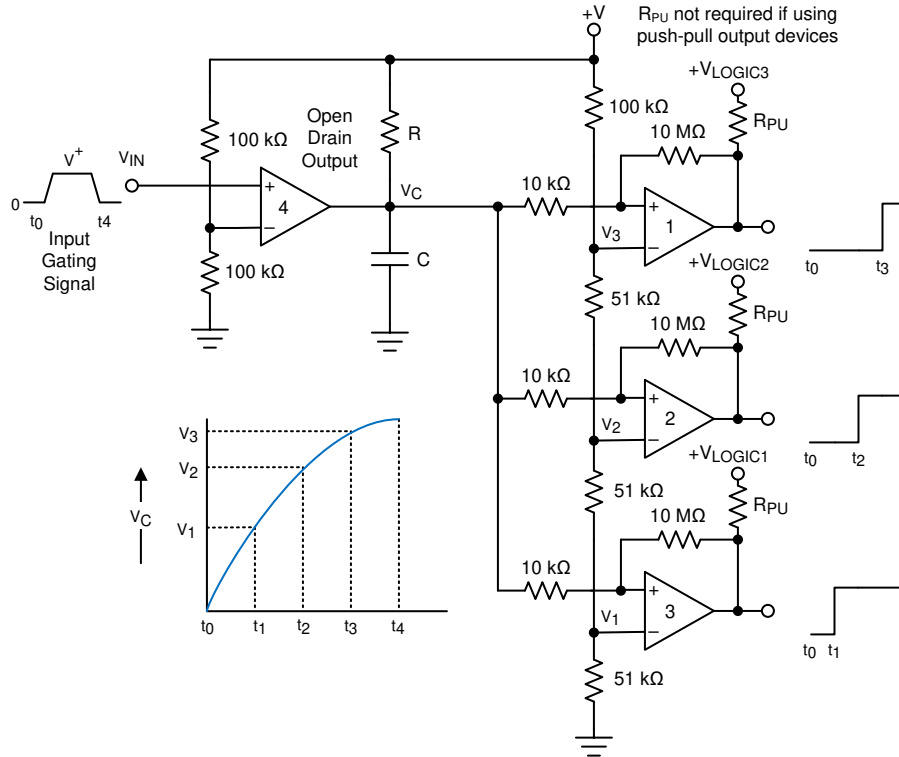 +V
RPU not required if using
push-pull output devices
+VLOGIC3
RPU
100 kΩ
10 MΩ
Open
Drain
Output
R
100 kΩ
V+
VIN
0
t0
t4
Input
Gating
Signal
+
4
−
VC
10 kΩ
+
1
−
V3
t0
t3
100 kΩ
C
+VLOGIC2
RPU
51 kΩ
10 MΩ
10 kΩ
+
2
−
V2
t0
t2
+VLOGIC1
RPU
51 kΩ
10 MΩ
10 kΩ
+
3
−
V1
t0
t1
51 kΩ
V3
V2
V1
VC
t0
t1
t2
t3
t4